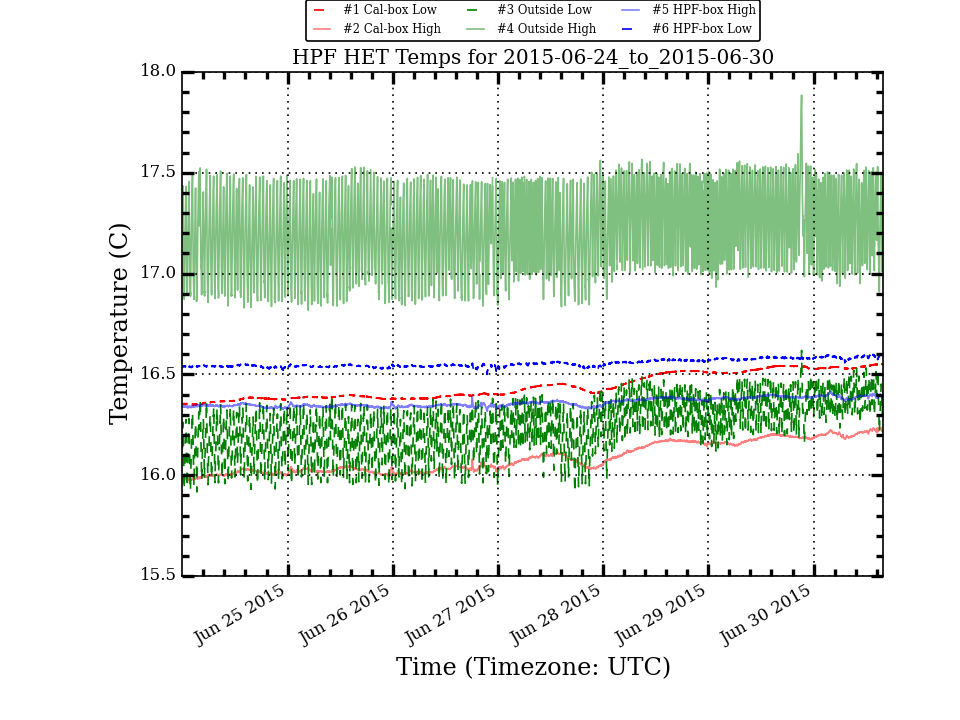 #1 Cal-box Low #3 Outside Low #5 HPF-box High
#2 Cal-box High #4 Outside High #6 HPF-box Low
HPF HET Temps for 2015-06-24_to_2015-06-30
18.0
17.5
17.0
16.5
16.0
15.5
Temperature (C)
Jun 25 2015 Jun 26 2015 Jun 27 2015 Jun 28 2015 Jun 29 2015 Jun 30 2015
Time (Timezone: UTC)